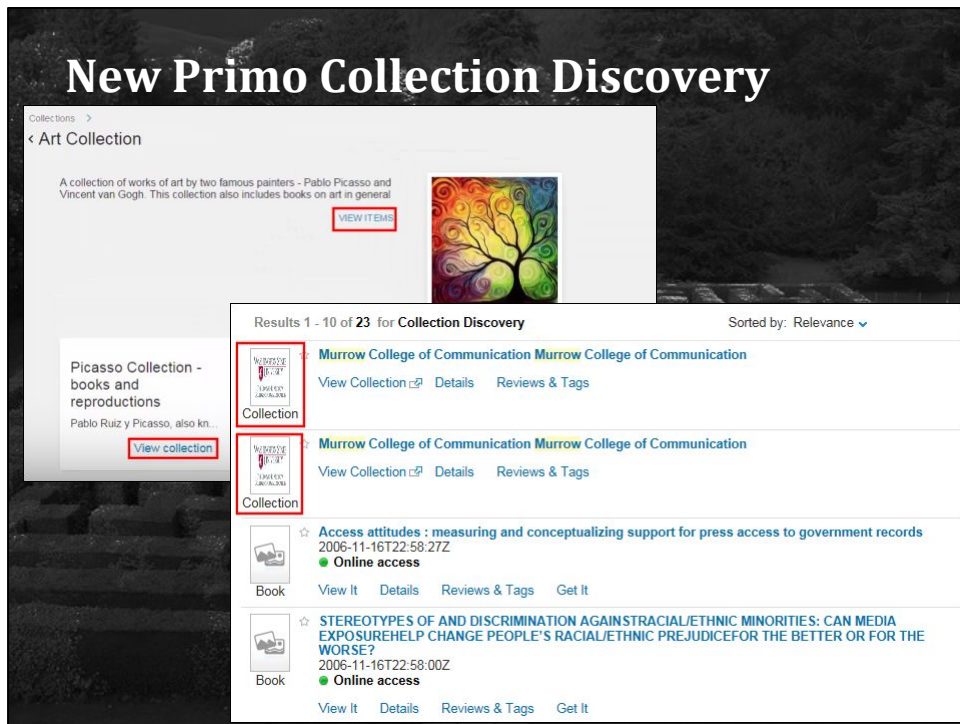 New Primo Collection Discovery
Collections >
< Art Collection
A collection of works of art by two famous painters - Pablo Picasso and
Vincent van Gogh. This collection also includes books on art in general
VIEW ITEMS
Picasso Collection -
books and
reproductions
Pablo Ruiz y Picasso, also kn...
View collection
Results 1 - 10 of 23 for Collection Discovery
Sorted by: Relevance
Murrow College of Communication Murrow College of Communication
View Collection Details Reviews & Tags
Collection
Murrow College of Communication Murrow College of Communication
View Collection Details Reviews & Tags
Collection
Access attitudes : measuring and conceptualizing support for press access to government records
2006-11-16T22:58:27Z
Online access
Book
View It Details Reviews & Tags Get It
STEREOTYPES OF AND DISCRIMINATION AGAINSTRACIAL/ETHNIC MINORITIES: CAN MEDIA
EXPOSUREHELP CHANGE PEOPLE'S RACIAL/ETHNIC PREJUDICEFOR THE BETTER OR FOR THE
WORSE?
2006-11-16T22:58:00Z
Online access
Book
View It Details Reviews & Tags Get It